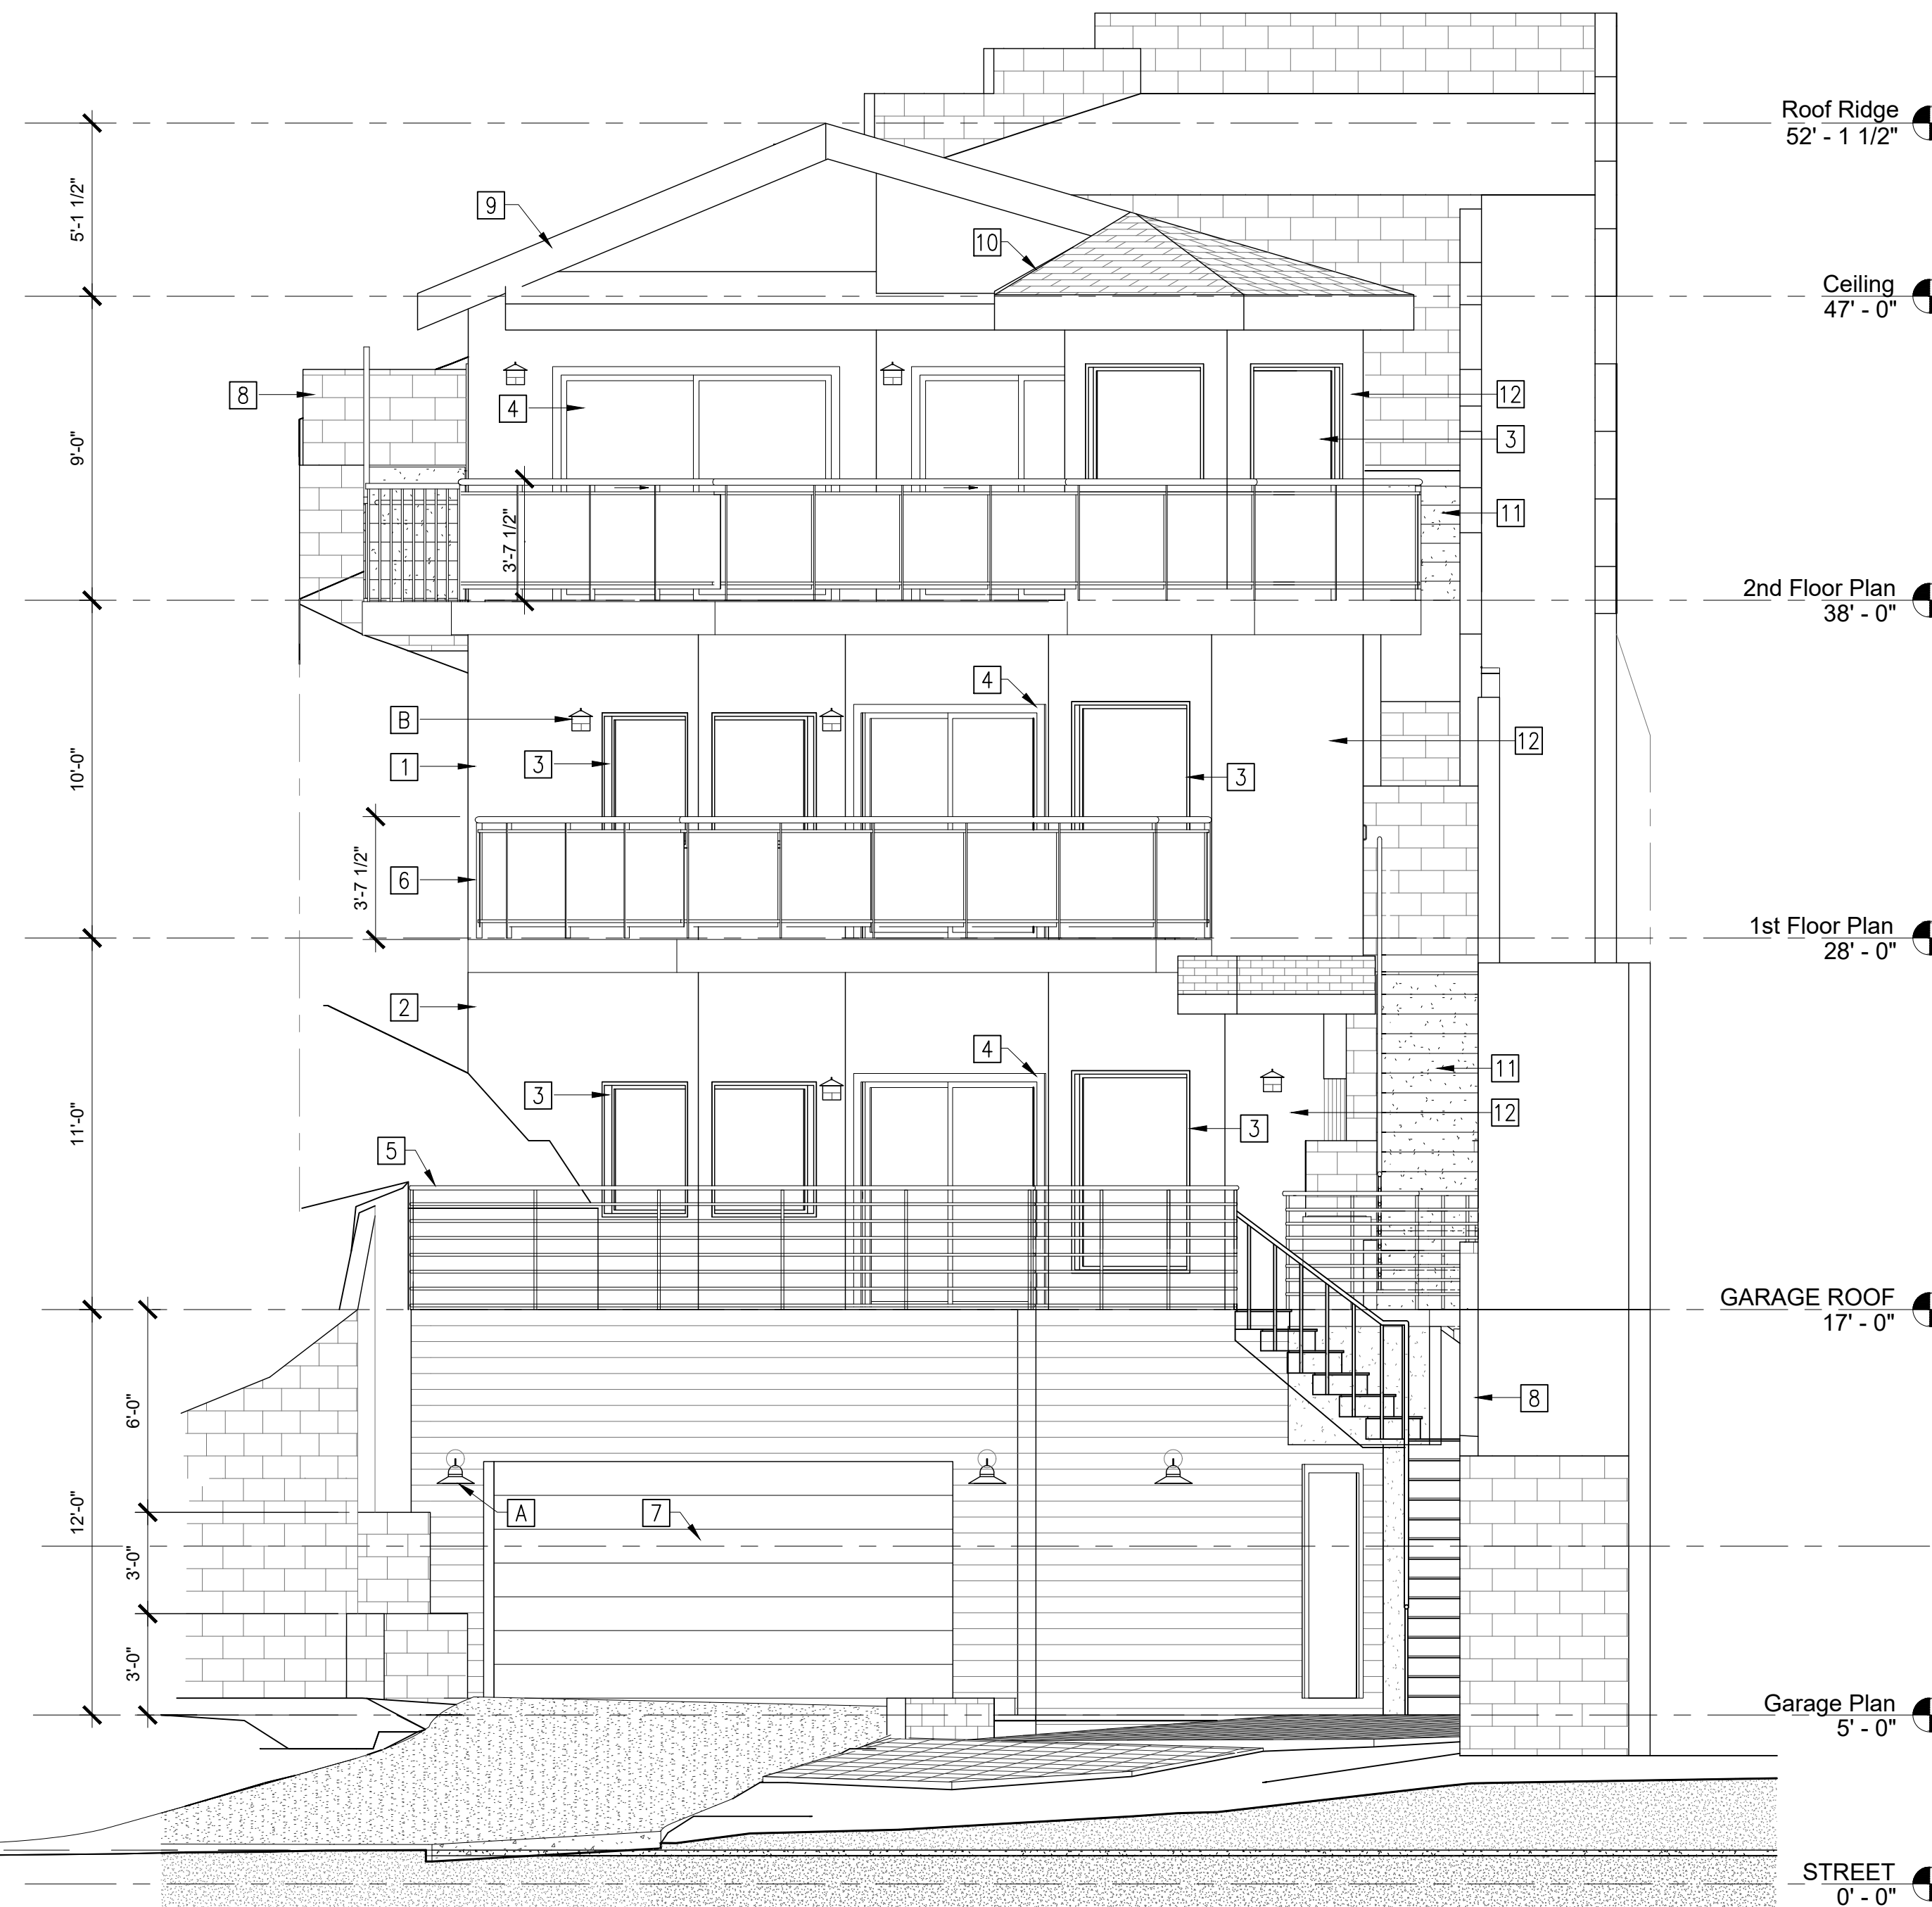 Roof Ridge
52' - 1 1/2"
5'-1 1/2"
9
10
Ceiling
47' - 0"
8
4
12
9'-0"
3
11
3'-7 1/2"
2nd Floor Plan
38' - 0"
4
B
12
1
3
3
10'-0"
3'-7 1/2"
6
1st Floor Plan
28' - 0"
2
4
11
3
12
11'-0"
3
5
GARAGE ROOF
17' - 0"
6'-0"
8
A
7
12'-0"
3'-0"
3'-0"
Garage Plan
5' - 0"
STREET
0' - 0"